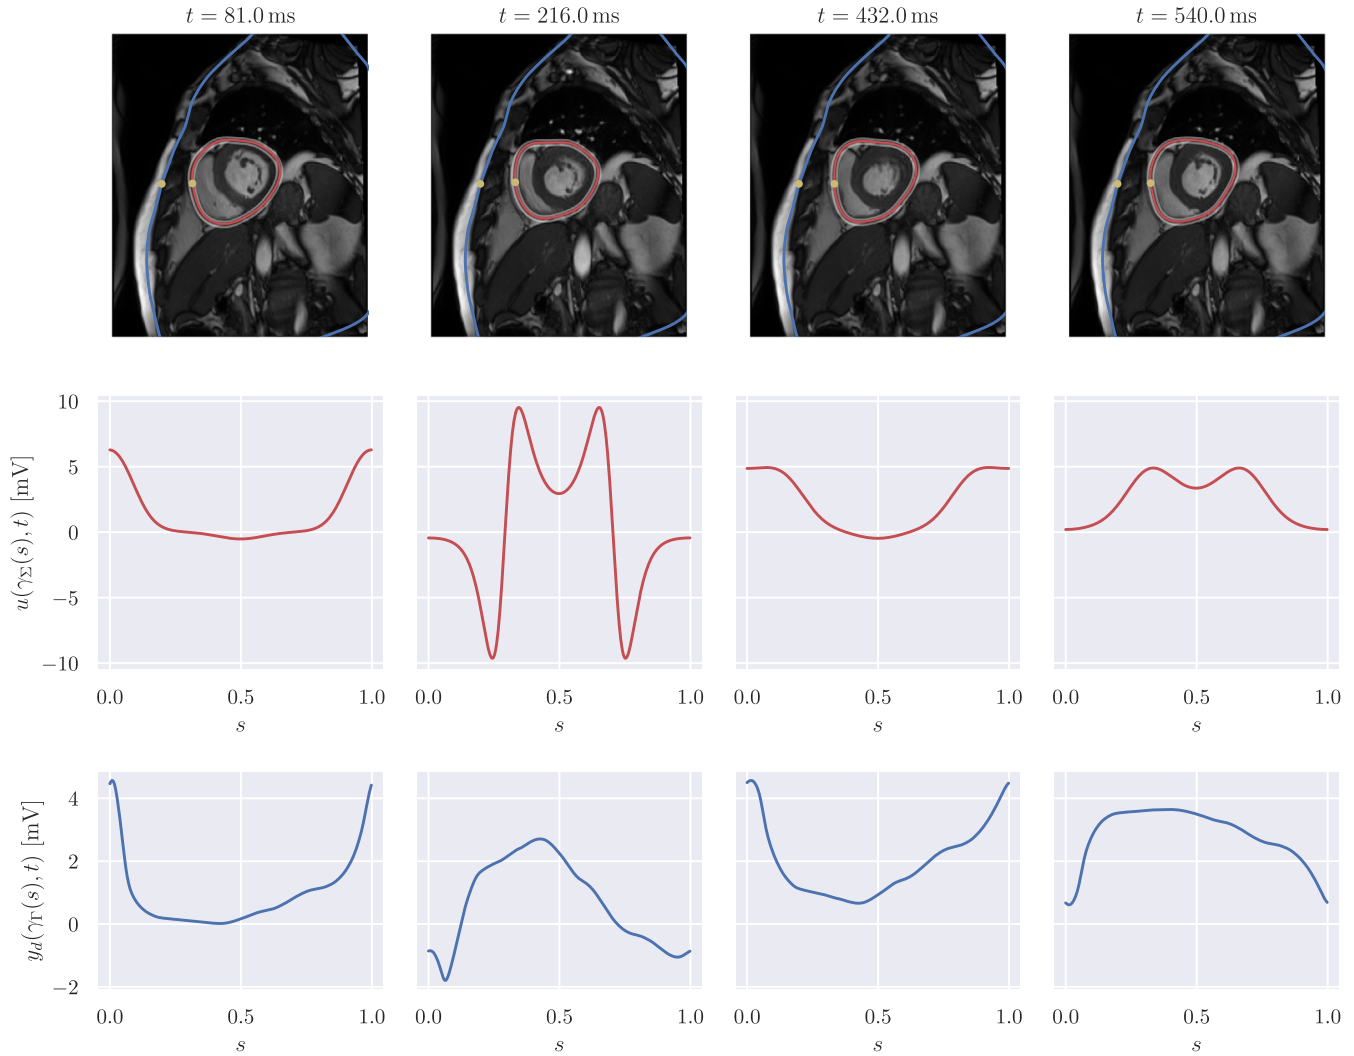 t = 81.0 ms t = 216.0 ms t = 432.0 ms t = 540.0 ms
u(γ_Σ(s), t) [mV]
10
5
0
−5
−10
0.0 0.5 1.0 0.0 0.5 1.0 0.0 0.5 1.0 0.0 0.5 1.0
s s s s
y_d(γ_Γ(s), t) [mV]
4
2
0
−2
0.0 0.5 1.0 0.0 0.5 1.0 0.0 0.5 1.0 0.0 0.5 1.0
s s s s